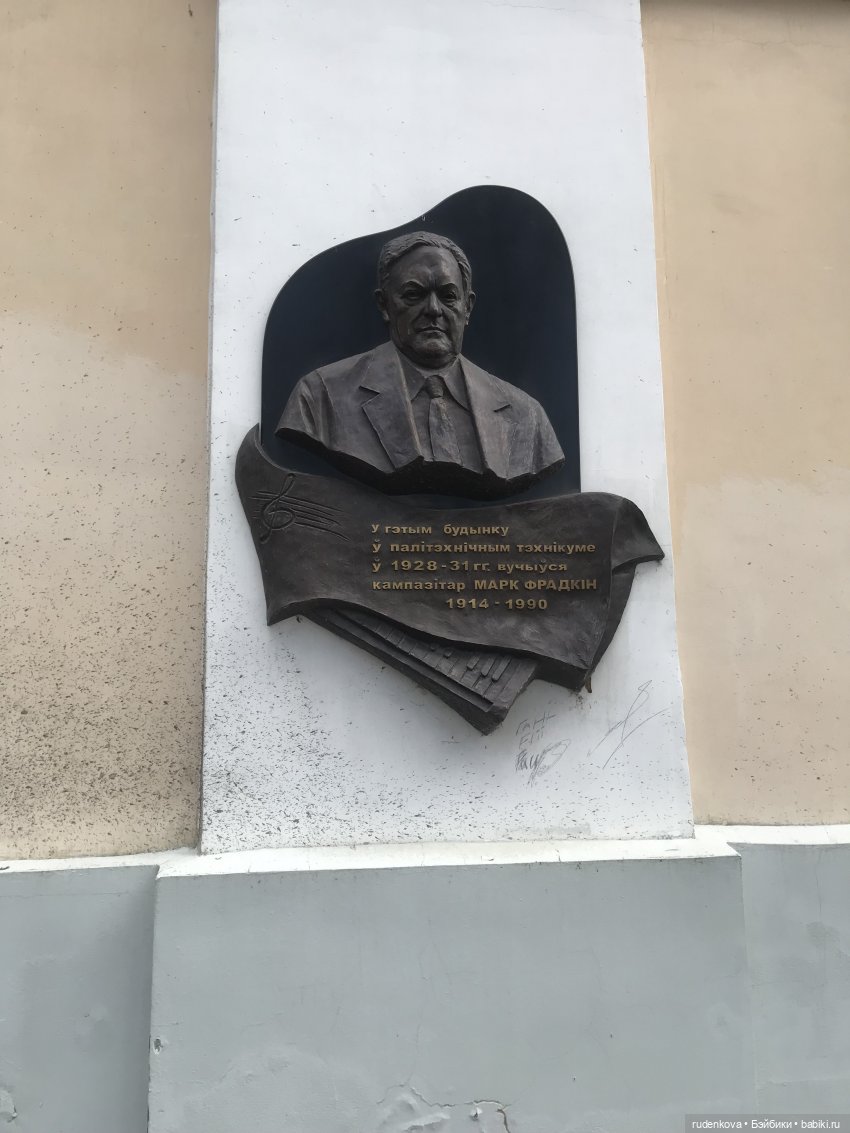 У гэтым будынку
ў палітэхнічным тэхнікуме
ў 1928-31 гг. вучыўся
кампазітар МАРК ФРАДКІН
1914 - 1990
rudenkova • Бэйбики • babiki.ru